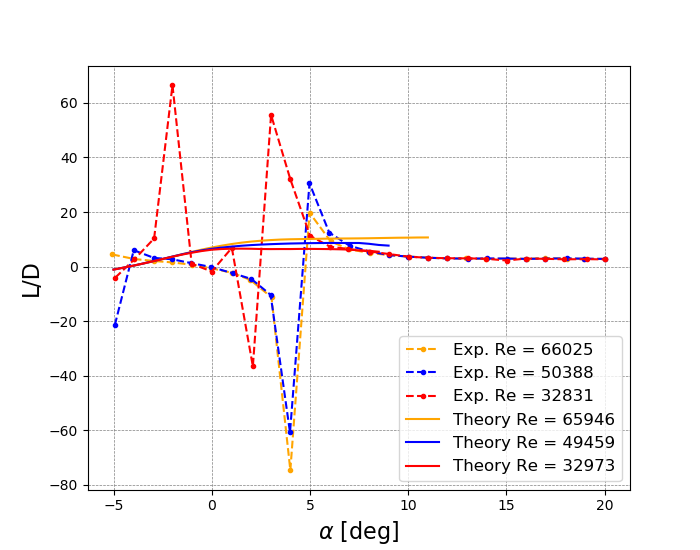 60
40
20
0
−20
−40
−60
−80
L/D
Exp. Re = 66025
Exp. Re = 50388
Exp. Re = 32831
Theory Re = 65946
Theory Re = 49459
Theory Re = 32973
−5 0 5 10 15 20
α [deg]